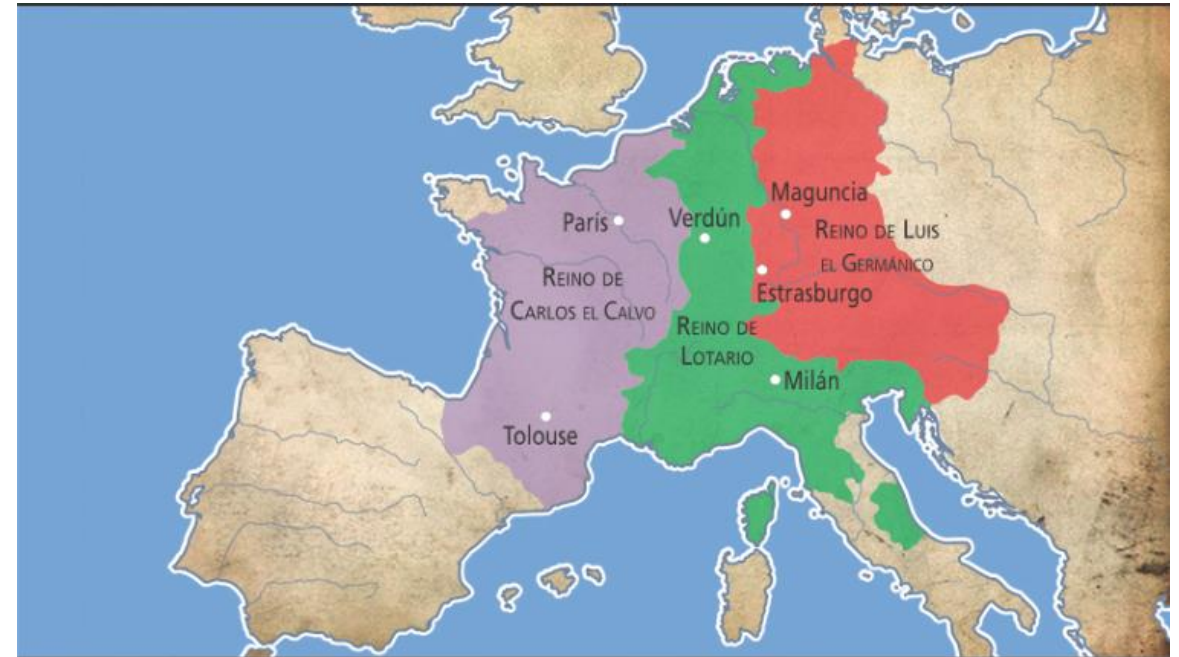 Maguncia
París
Verdún
REINO DE LUIS
EL GERMÁNICO
REINO DE
CARLOS EL CALVO
Estrasburgo
REINO DE
LOTARIO
Milán
Tolouse